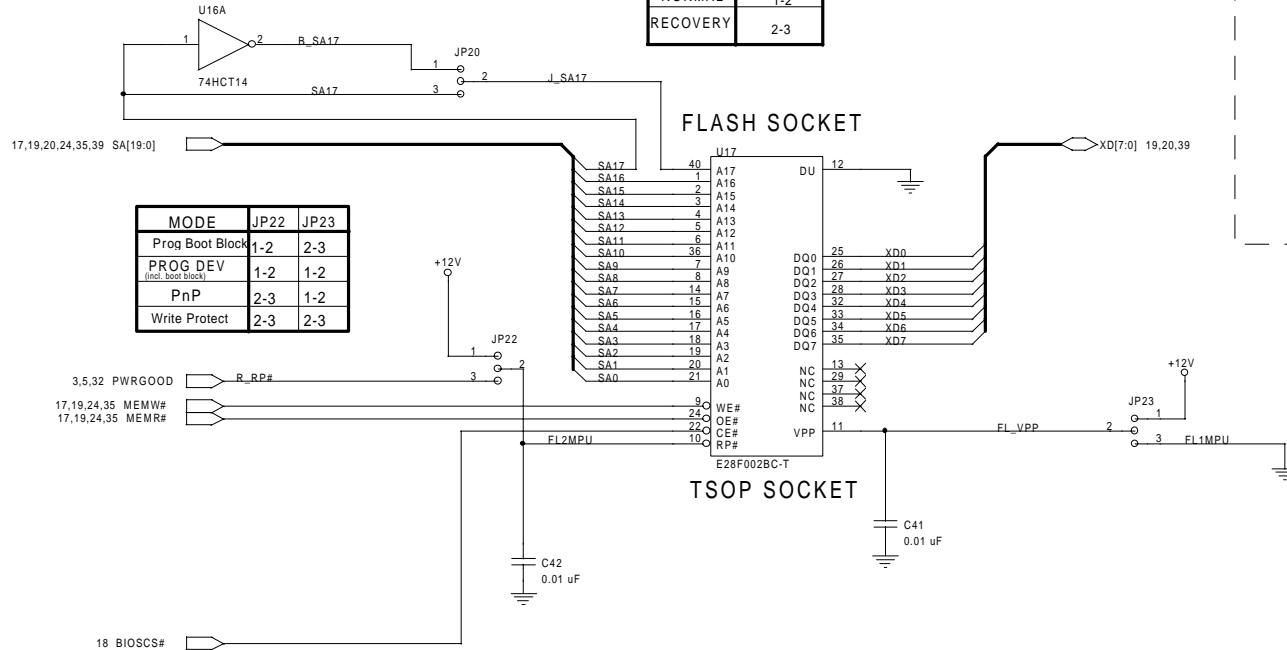 NORMAL 1-2
RECOVERY 2-3
U16A
1 2 B_SA17
74HCT14
JP20
1
2 J_SA17
SA17 3
FLASH SOCKET
17,19,20,24,35,39 SA[19:0]
XD[7:0] 19,20,39
U17
SA17 40 A17
SA16 1 A16
SA15 2 A15
SA14 3 A14
SA13 4 A13
SA12 5 A12
SA11 6 A11
SA10 36 A10
SA9 7 A9
SA8 8 A8
SA7 14 A7
SA6 15 A6
SA5 16 A5
SA4 17 A4
SA3 18 A3
SA2 19 A2
SA1 20 A1
SA0 21 A0
9 WE#
24 OE#
22 CE#
10 RP#
DU 12
DQ0 25 XD0
DQ1 26 XD1
DQ2 27 XD2
DQ3 28 XD3
DQ4 32 XD4
DQ5 33 XD5
DQ6 34 XD6
DQ7 35 XD7
NC 13
NC 29
NC 37
NC 38
VPP 11
E28F002BC-T
TSOP SOCKET
MODE JP22 JP23
Prog Boot Block 1-2 2-3
PROG DEV (incl. boot block) 1-2 1-2
PnP 2-3 1-2
Write Protect 2-3 2-3
+12V
JP22
1
2
3
3,5,32 PWRGOOD R_RP#
17,19,24,35 MEMW#
17,19,24,35 MEMR#
FL2MPU
FL_VPP
+12V
JP23
1
2
3 FL1MPU
C41
0.01 uF
C42
0.01 uF
18 BIOSCS#